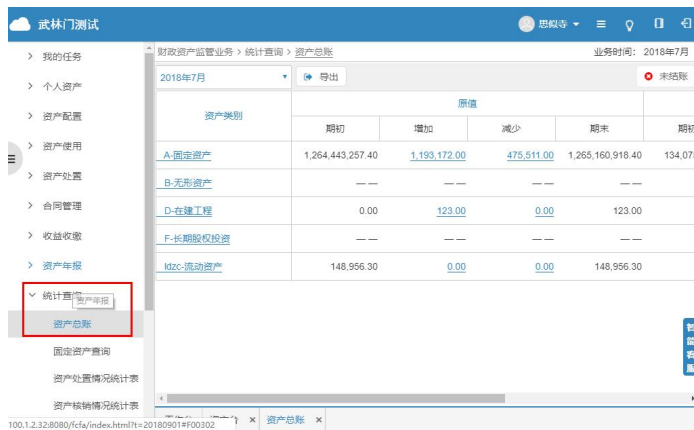 武林门测试
思似寺
我的任务
个人资产
资产配置
资产使用
资产处置
合同管理
收益收缴
资产年报
统计查询
资产年报
资产总账
固定资产查询
资产处置情况统计表
资产核销情况统计表
财政资产监管业务 > 统计查询 > 资产总账
业务时间: 2018年7月
2018年7月
导出
未结账
资产类别
原值
期初 增加 减少 期末 期初
A-固定资产 1,264,443,257.40 1,193,172.00 475,511.00 1,265,160,918.40 134,07
B-无形资产 —— —— —— ——
D-在建工程 0.00 123.00 0.00 123.00
F-长期股权投资 —— —— —— ——
ldzc-流动资产 148,956.30 0.00 0.00 148,956.30
智能客服
资产总账 ×
100.1.2.32:8080/fcfa/index.html?t=20180901#F00302